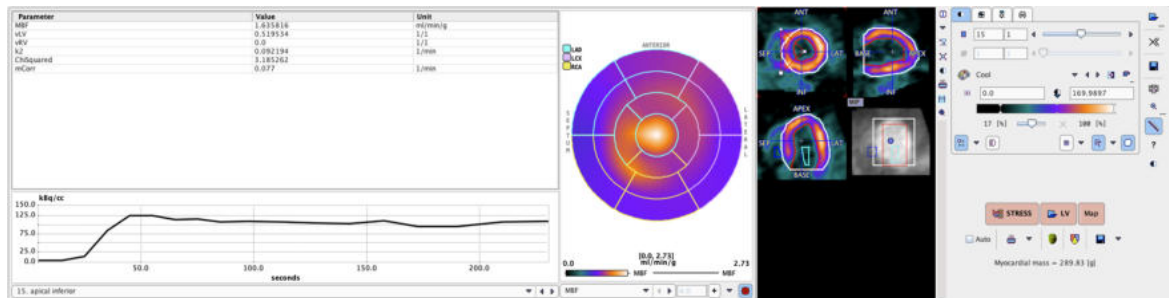 Parameter Value Unit
MBF 1.635816 ml/min/g
vLV 0.519534 1/1
vRV 0.0 1/1
k2 0.092194 1/min
ChiSquared 3.185262
mCorr 0.077 1/min
kBq/cc
150.0
125.0
75.0
25.0
0.0
50.0 100.0 150.0 200.0
seconds
15. apical inferior
LAD
LCX
RCA
ANTERIOR
SEPTUM
LATERAL
[0.0, 2.73]
0.0 ml/min/g 2.73
MBF MBF
MBF
ANT ANT
SEP LAT BASE APEX
INF INF
APEX MIP
SEP LAT
BASE
15 1
Cool
0.0 169.9897
17 [%] 100 [%]
STRESS LV Map
Auto
Myocardial mass = 289.83 [g]